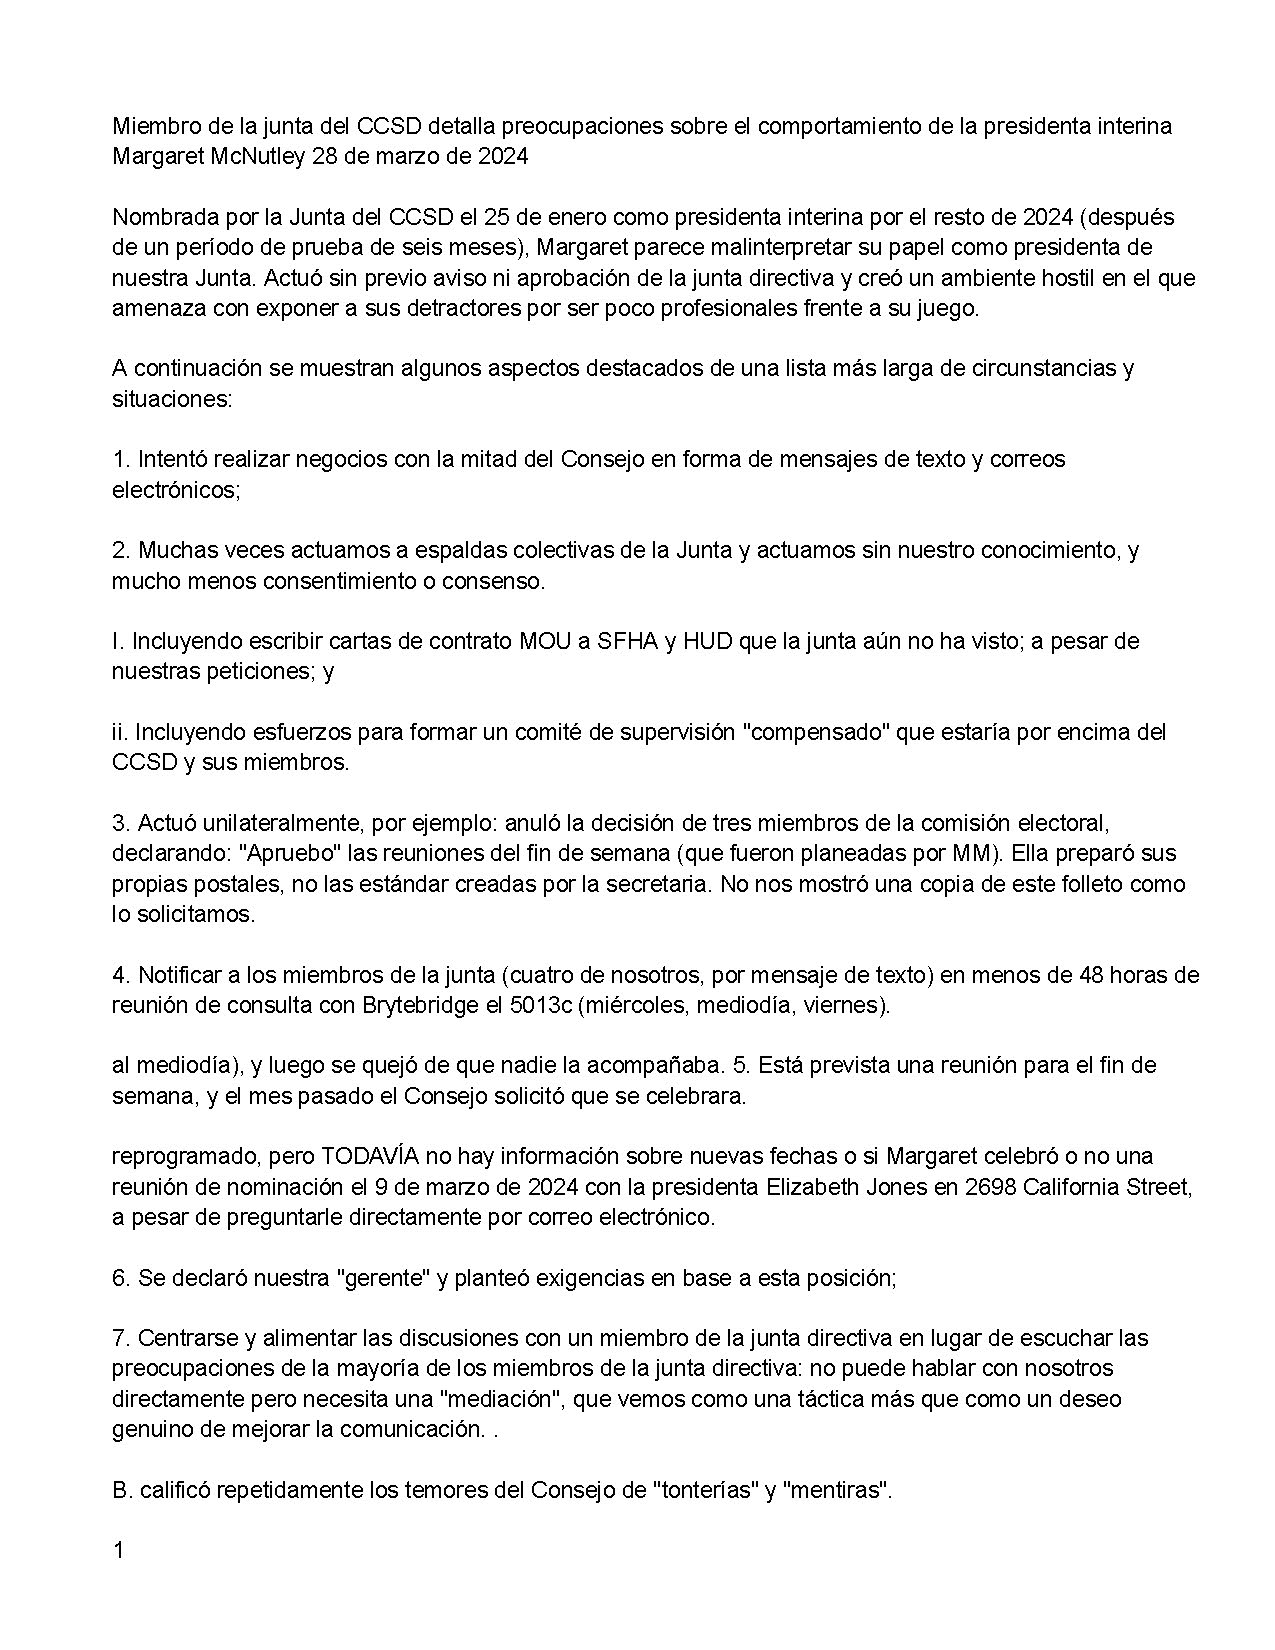 Miembro de la junta del CCSD detalla preocupaciones sobre el comportamiento de la presidenta interina
Margaret McNutley 28 de marzo de 2024
Nombrada por la Junta del CCSD el 25 de enero como presidenta interina por el resto de 2024 (después
de un período de prueba de seis meses), Margaret parece malinterpretar su papel como presidenta de
nuestra Junta. Actuó sin previo aviso ni aprobación de la junta directiva y creó un ambiente hostil en el que
amenaza con exponer a sus detractores por ser poco profesionales frente a su juego.
A continuación se muestran algunos aspectos destacados de una lista más larga de circunstancias y
situaciones:
1. Intentó realizar negocios con la mitad del Consejo en forma de mensajes de texto y correos
electrónicos;
2. Muchas veces actuamos a espaldas colectivas de la Junta y actuamos sin nuestro conocimiento, y
mucho menos consentimiento o consenso.
I. Incluyendo escribir cartas de contrato MOU a SFHA y HUD que la junta aún no ha visto; a pesar de
nuestras peticiones; y
ii. Incluyendo esfuerzos para formar un comité de supervisión "compensado" que estaría por encima del
CCSD y sus miembros.
3. Actuó unilateralmente, por ejemplo: anuló la decisión de tres miembros de la comisión electoral,
declarando: "Apruebo" las reuniones del fin de semana (que fueron planeadas por MM). Ella preparó sus
propias postales, no las estándar creadas por la secretaria. No nos mostró una copia de este folleto como
lo solicitamos.
4. Notificar a los miembros de la junta (cuatro de nosotros, por mensaje de texto) en menos de 48 horas de
reunión de consulta con Brytebridge el 5013c (miércoles, mediodía, viernes).
al mediodía), y luego se quejó de que nadie la acompañaba. 5. Está prevista una reunión para el fin de
semana, y el mes pasado el Consejo solicitó que se celebrara.
reprogramado, pero TODAVÍA no hay información sobre nuevas fechas o si Margaret celebró o no una
reunión de nominación el 9 de marzo de 2024 con la presidenta Elizabeth Jones en 2698 California Street,
a pesar de preguntarle directamente por correo electrónico.
6. Se declaró nuestra "gerente" y planteó exigencias en base a esta posición;
7. Centrarse y alimentar las discusiones con un miembro de la junta directiva en lugar de escuchar las
preocupaciones de la mayoría de los miembros de la junta directiva: no puede hablar con nosotros
directamente pero necesita una "mediación", que vemos como una táctica más que como un deseo
genuino de mejorar la comunicación. .
B. calificó repetidamente los temores del Consejo de "tonterías" y "mentiras".
1